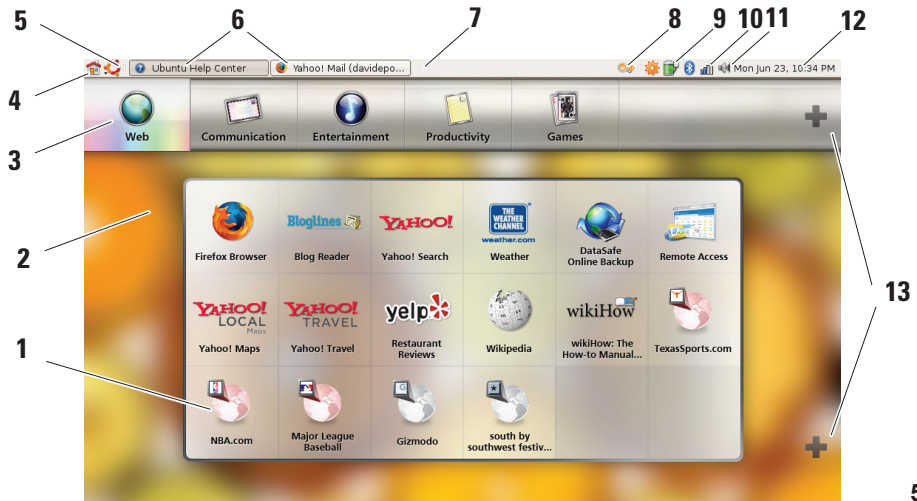 5 6 7 8 9 10 11 12
Ubuntu Help Center Yahoo! Mail (davidepo... Mon Jun 23, 10:34 PM
4
3
Web Communication Entertainment Productivity Games
2
Bloglines YAHOO! THE WEATHER CHANNEL weather.com
Firefox Browser Blog Reader Yahoo! Search Weather DataSafe Online Backup Remote Access
13
YAHOO! LOCAL Maps YAHOO! TRAVEL yelp wikiHow
Yahoo! Maps Yahoo! Travel Restaurant Reviews Wikipedia wikiHow: The How-to Manual... TexasSports.com
1
G
NBA.com Major League Baseball Gizmodo south by southwest festiv...
5